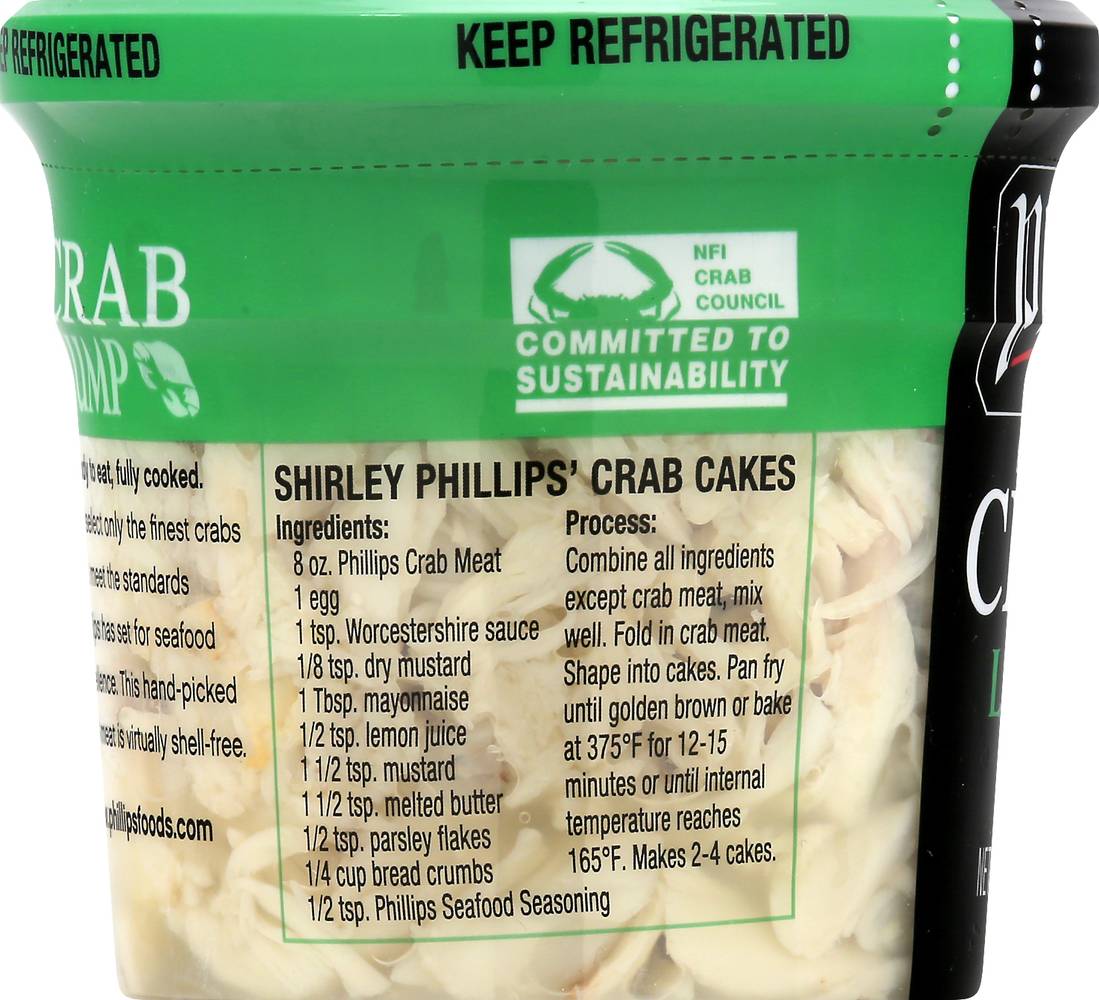 REFRIGERATED
KEEP REFRIGERATED
NFI
CRAB
COUNCIL
COMMITTED TO
SUSTAINABILITY
CRAB
to eat, fully cooked.
only the finest crabs
the standards
has set for seafood
This hand-picked
is virtually shell-free.
phillipsfoods.com
SHIRLEY PHILLIPS' CRAB CAKES
Ingredients:
8 oz. Phillips Crab Meat
1 egg
1 tsp. Worcestershire sauce
1/8 tsp. dry mustard
1 Tbsp. mayonnaise
1/2 tsp. lemon juice
1 1/2 tsp. mustard
1 1/2 tsp. melted butter
1/2 tsp. parsley flakes
1/4 cup bread crumbs
1/2 tsp. Phillips Seafood Seasoning
Process:
Combine all ingredients
except crab meat, mix
well. Fold in crab meat.
Shape into cakes. Pan fry
until golden brown or bake
at 375°F for 12-15
minutes or until internal
temperature reaches
165°F. Makes 2-4 cakes.